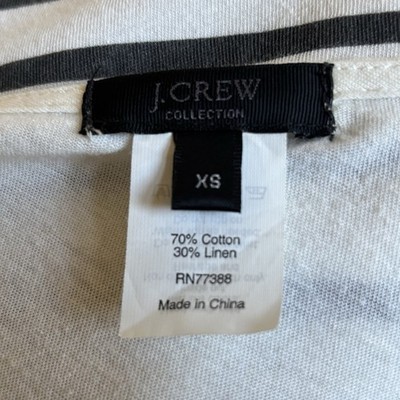 J.CREW
COLLECTION
XS
70% Cotton
30% Linen
RN77388
Made in China